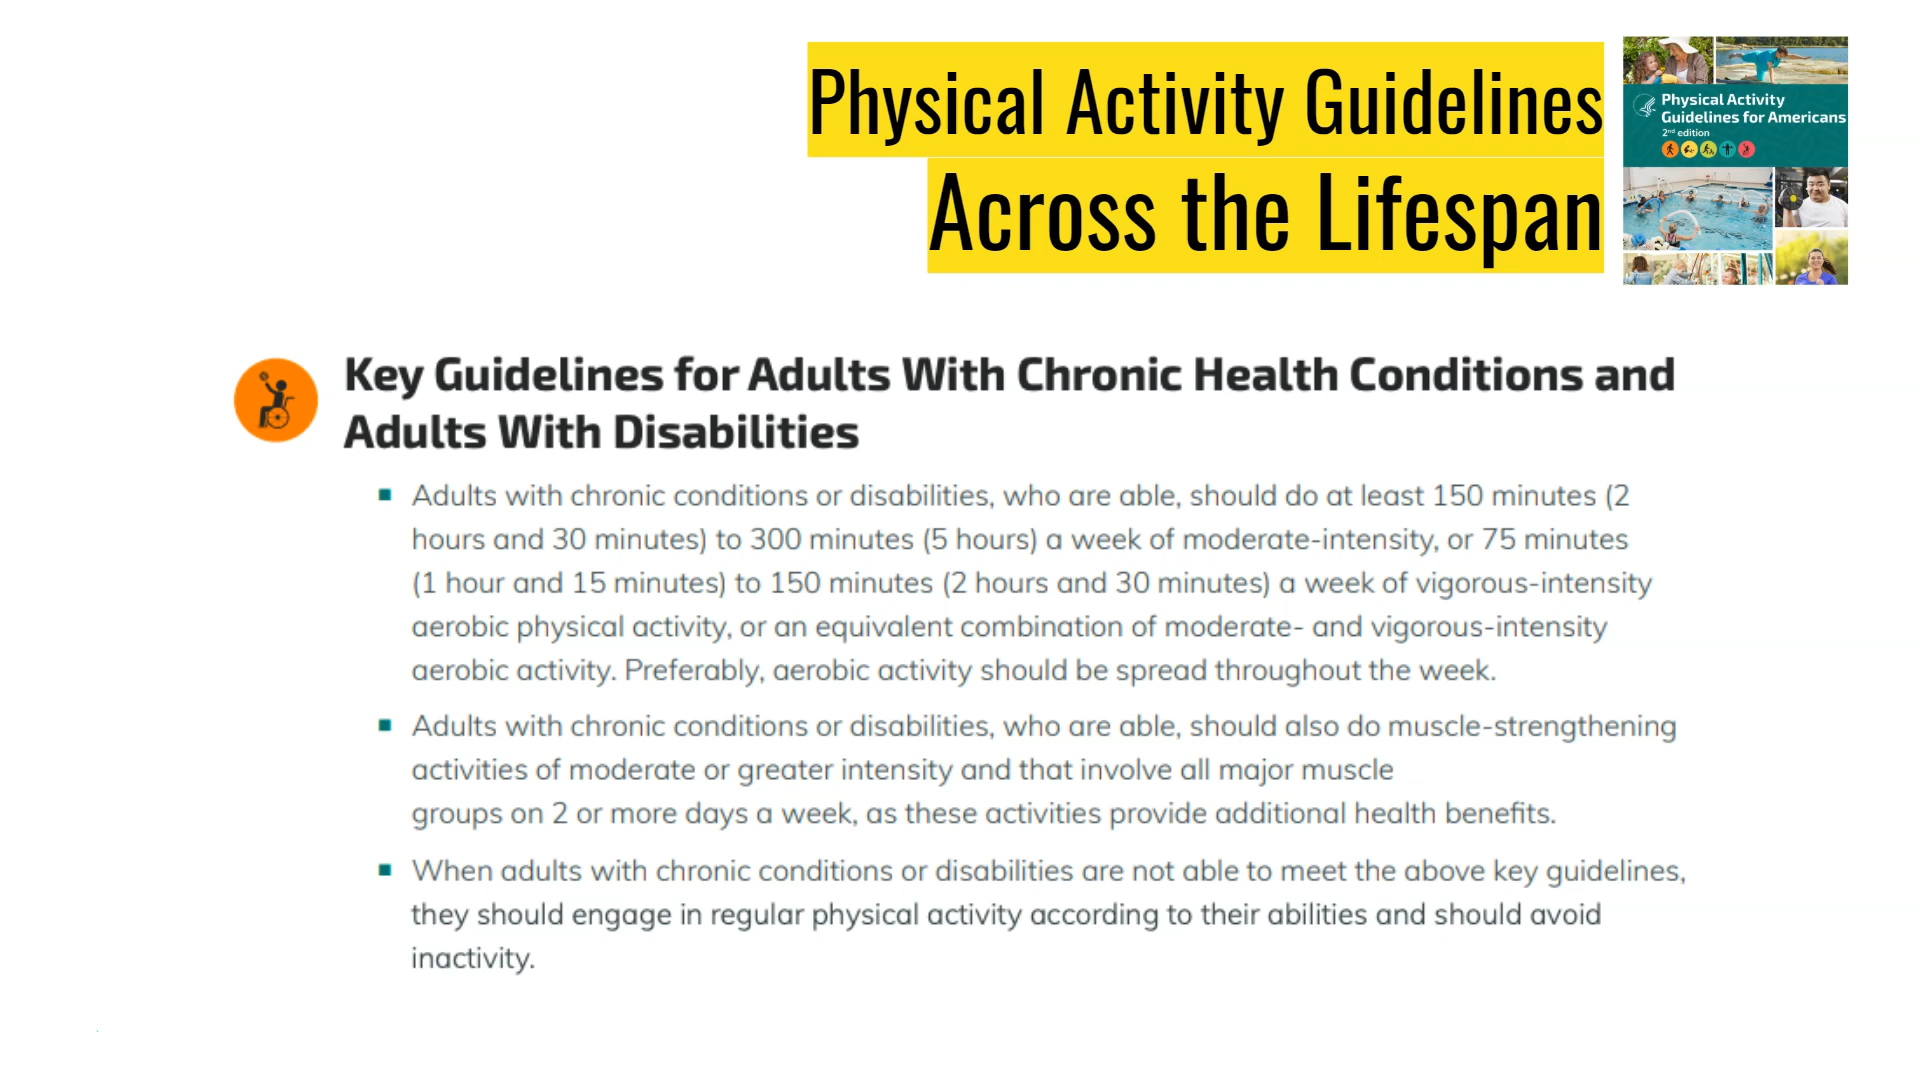 Physical Activity Guidelines
Across the Lifespan
Physical Activity
Guidelines for Americans
2nd edition
Key Guidelines for Adults With Chronic Health Conditions and
Adults With Disabilities
▪ Adults with chronic conditions or disabilities, who are able, should do at least 150 minutes (2
hours and 30 minutes) to 300 minutes (5 hours) a week of moderate-intensity, or 75 minutes
(1 hour and 15 minutes) to 150 minutes (2 hours and 30 minutes) a week of vigorous-intensity
aerobic physical activity, or an equivalent combination of moderate- and vigorous-intensity
aerobic activity. Preferably, aerobic activity should be spread throughout the week.
▪ Adults with chronic conditions or disabilities, who are able, should also do muscle-strengthening
activities of moderate or greater intensity and that involve all major muscle
groups on 2 or more days a week, as these activities provide additional health benefits.
▪ When adults with chronic conditions or disabilities are not able to meet the above key guidelines,
they should engage in regular physical activity according to their abilities and should avoid
inactivity.